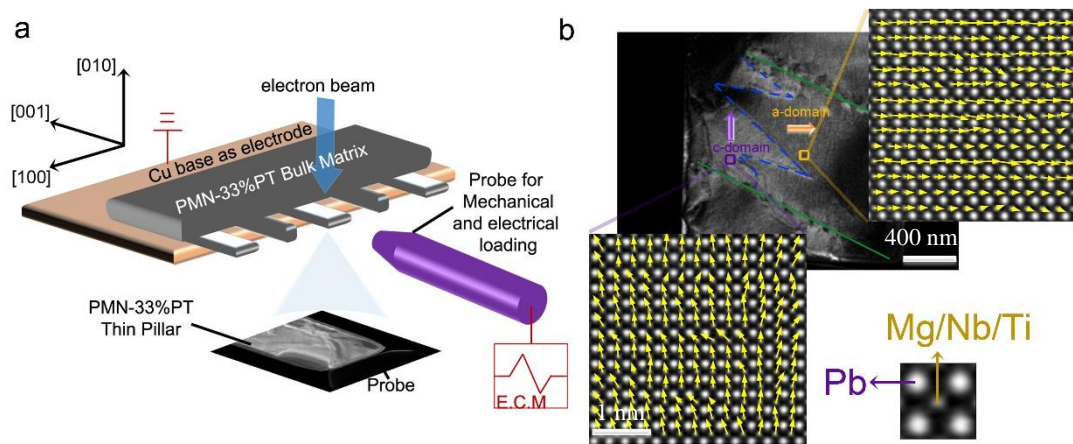 a
[010]
[001]
[100]
electron beam
Cu base as electrode
PMN-33%PT Bulk Matrix
Probe for
Mechanical
and electrical
loading
PMN-33%PT
Thin Pillar
Probe
E.C.M
b
a-domain
c-domain
400 nm
1 nm
Mg/Nb/Ti
Pb